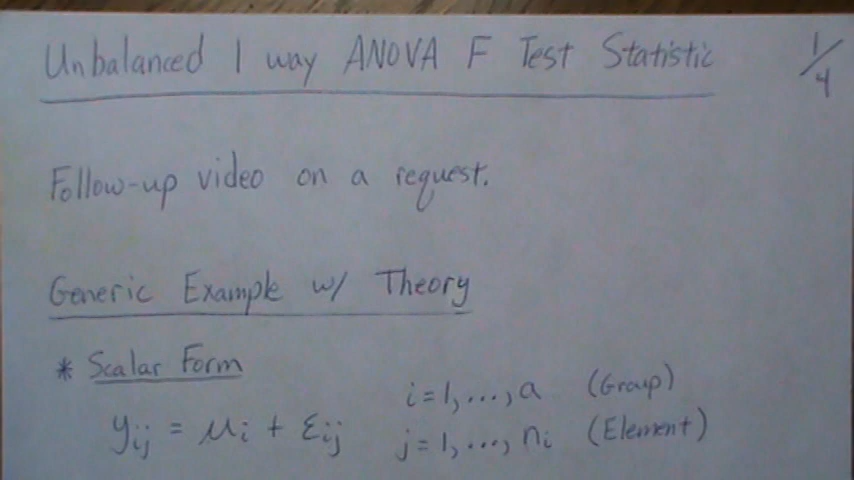 Unbalanced 1 way ANOVA F Test Statistic 1/4
Follow-up video on a request.
Generic Example w/ Theory
* Scalar Form
i=1,...,a (Group)
yij = μi + εij j=1,...,ni (Element)